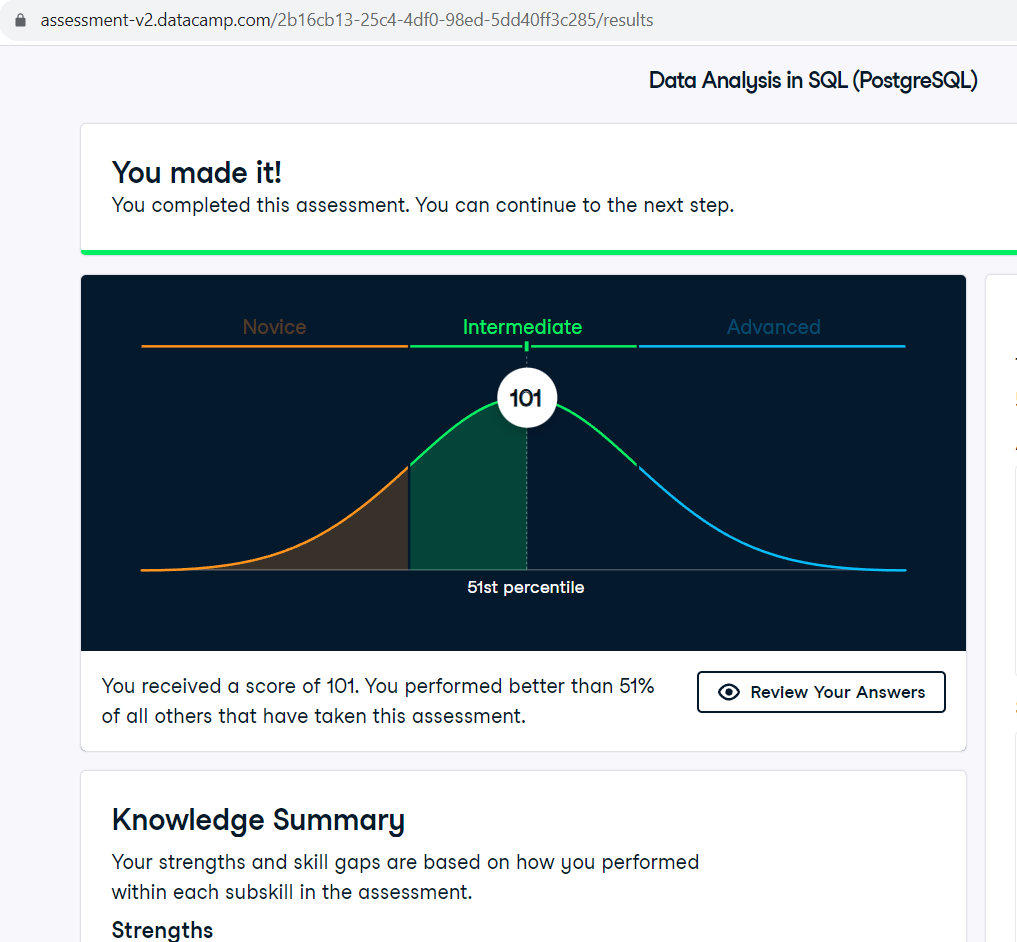 assessment-v2.datacamp.com/2b16cb13-25c4-4df0-98ed-5dd40ff3c285/results
Data Analysis in SQL (PostgreSQL)
You made it!
You completed this assessment. You can continue to the next step.
Novice
Intermediate
Advanced
101
51st percentile
You received a score of 101. You performed better than 51%
of all others that have taken this assessment.
Review Your Answers
Knowledge Summary
Your strengths and skill gaps are based on how you performed
within each subskill in the assessment.
Strengths